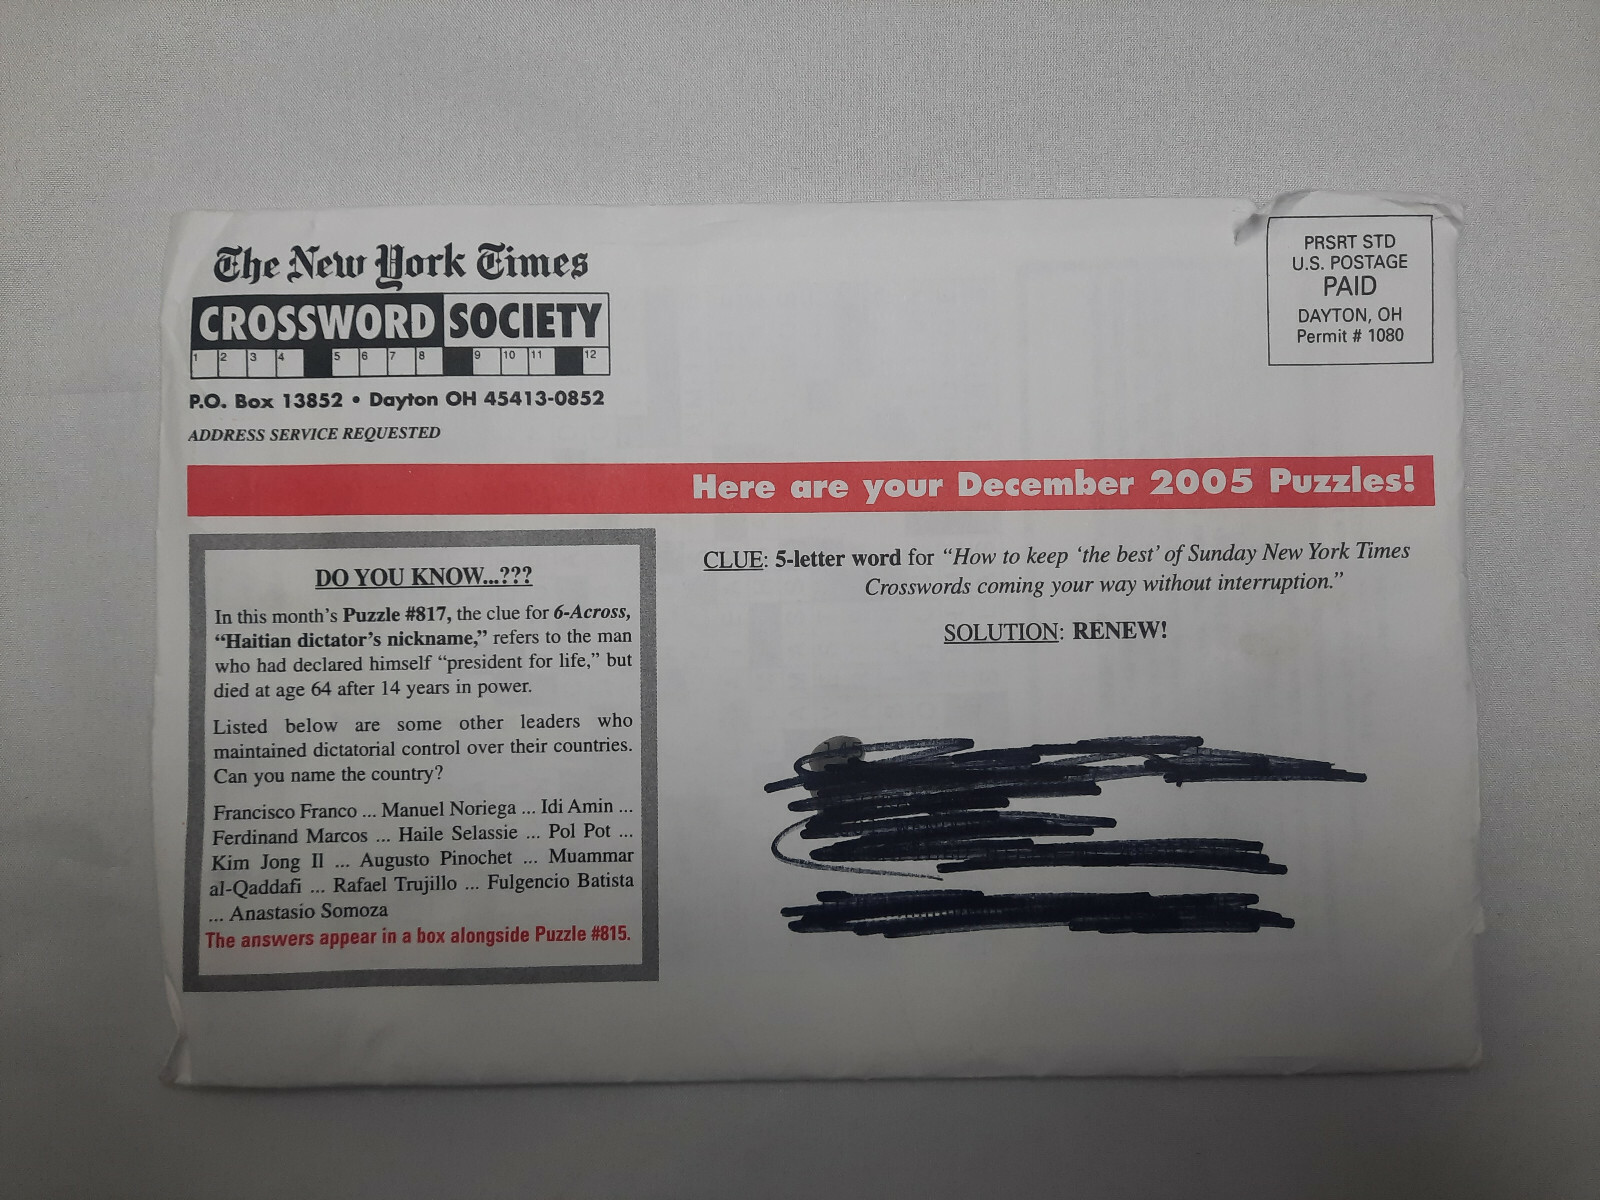 The New York Times
CROSSWORD SOCIETY
1 2 3 4 5 6 7 8 9 10 11 12
P.O. Box 13852 • Dayton OH 45413-0852
ADDRESS SERVICE REQUESTED
PRSRT STD
U.S. POSTAGE
PAID
DAYTON, OH
Permit # 1080
Here are your December 2005 Puzzles!
DO YOU KNOW...???
In this month's Puzzle #817, the clue for 6-Across,
“Haitian dictator's nickname,” refers to the man
who had declared himself “president for life,” but
died at age 64 after 14 years in power.
Listed below are some other leaders who
maintained dictatorial control over their countries.
Can you name the country?
Francisco Franco ... Manuel Noriega ... Idi Amin ...
Ferdinand Marcos ... Haile Selassie ... Pol Pot ...
Kim Jong Il ... Augusto Pinochet ... Muammar
al-Qaddafi ... Rafael Trujillo ... Fulgencio Batista
... Anastasio Somoza
The answers appear in a box alongside Puzzle #815.
CLUE: 5-letter word for “How to keep ‘the best’ of Sunday New York Times
Crosswords coming your way without interruption.”
SOLUTION: RENEW!